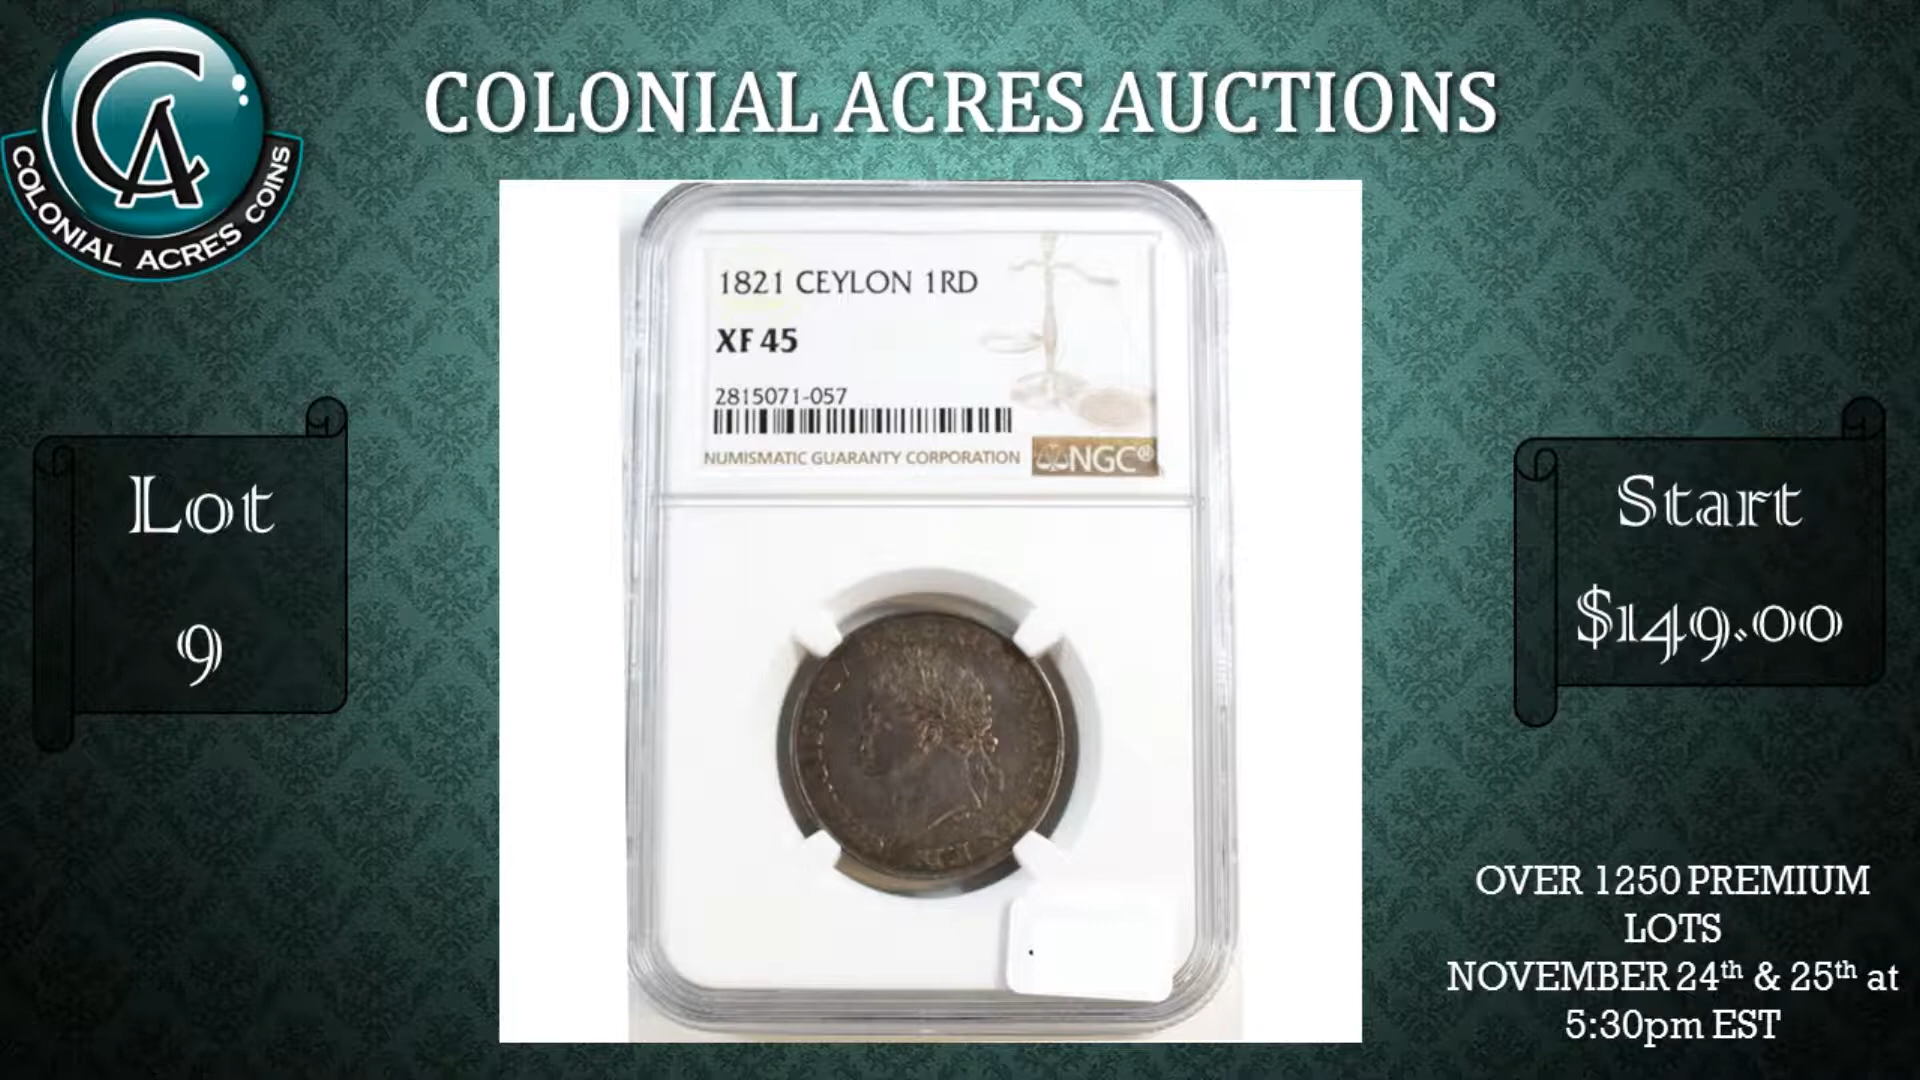 CA
COLONIAL ACRES COINS
COLONIAL ACRES AUCTIONS
1821 CEYLON 1RD
XF 45
2815071-057
NUMISMATIC GUARANTY CORPORATION
NGC®
Lot
9
Start
$149.00
OVER 1250 PREMIUM
LOTS
NOVEMBER 24th & 25th at
5:30pm EST